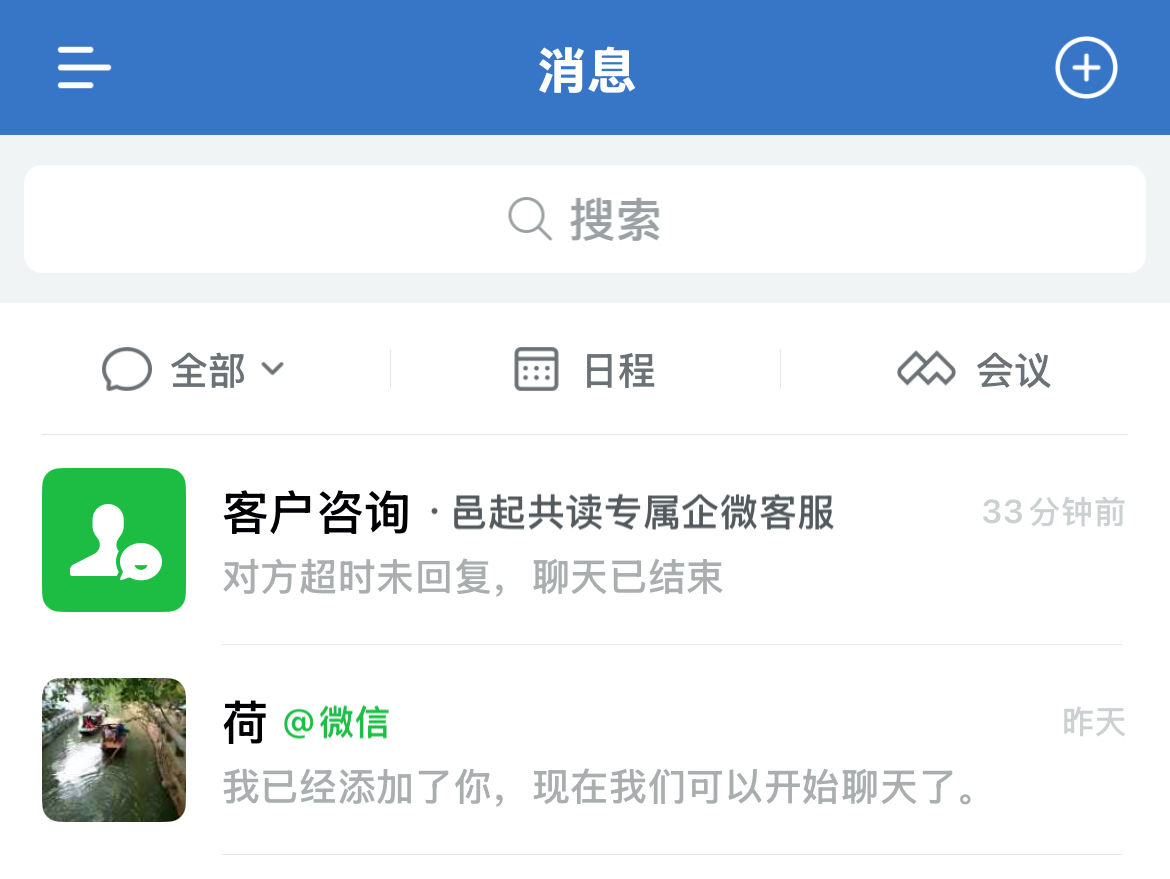 消息
搜索
全部 日程 会议
客户咨询 · 邑起共读专属企微客服 33分钟前
对方超时未回复，聊天已结束
荷 @微信 昨天
我已经添加了你，现在我们可以开始聊天了。